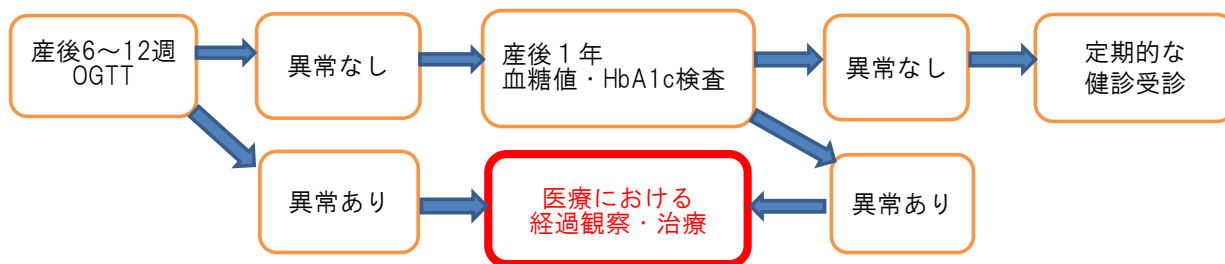 産後6～12週
OGTT
異常なし
産後１年
血糖値・HbA1c検査
異常なし
定期的な
健診受診
異常あり
医療における
経過観察・治療
異常あり